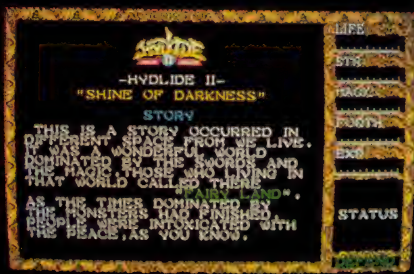 HYDLIDE
II
-HYDLIDE II-
"SHINE OF DARKNESS"
STORY
THIS IS A STORY OCCURRED IN
DIFFERENT SPACE FROM WE LIVE.
IT WAS WONDERFUL WORLD
DOMINATED BY THE SWORDS AND
THE MAGIC,THOSE WHO LIVING IN
THAT WORLD CALLED THERE
"FAIRY LAND".
AS THE TIMES DOMINATED BY
THE MONSTERS HAD FINISHED,
PEOPLE WERE INTOXICATED WITH
THE PEACE,AS YOU KNOW.
LIFE
STR
MAGIC
FORTH
EXP
STATUS